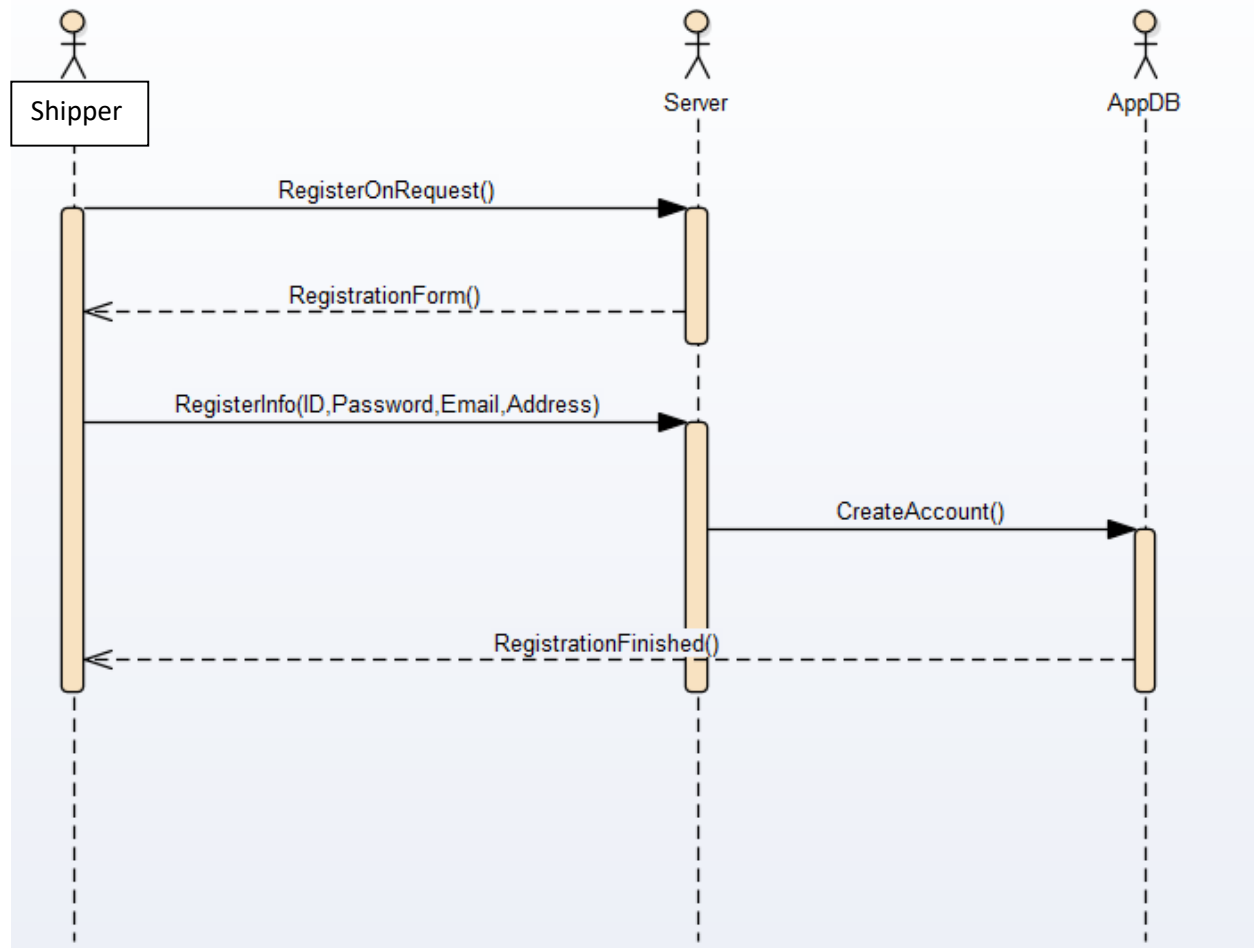 Shipper
Server
AppDB
RegisterOnRequest()
RegistrationForm()
RegisterInfo(ID,Password,Email,Address)
CreateAccount()
RegistrationFinished()